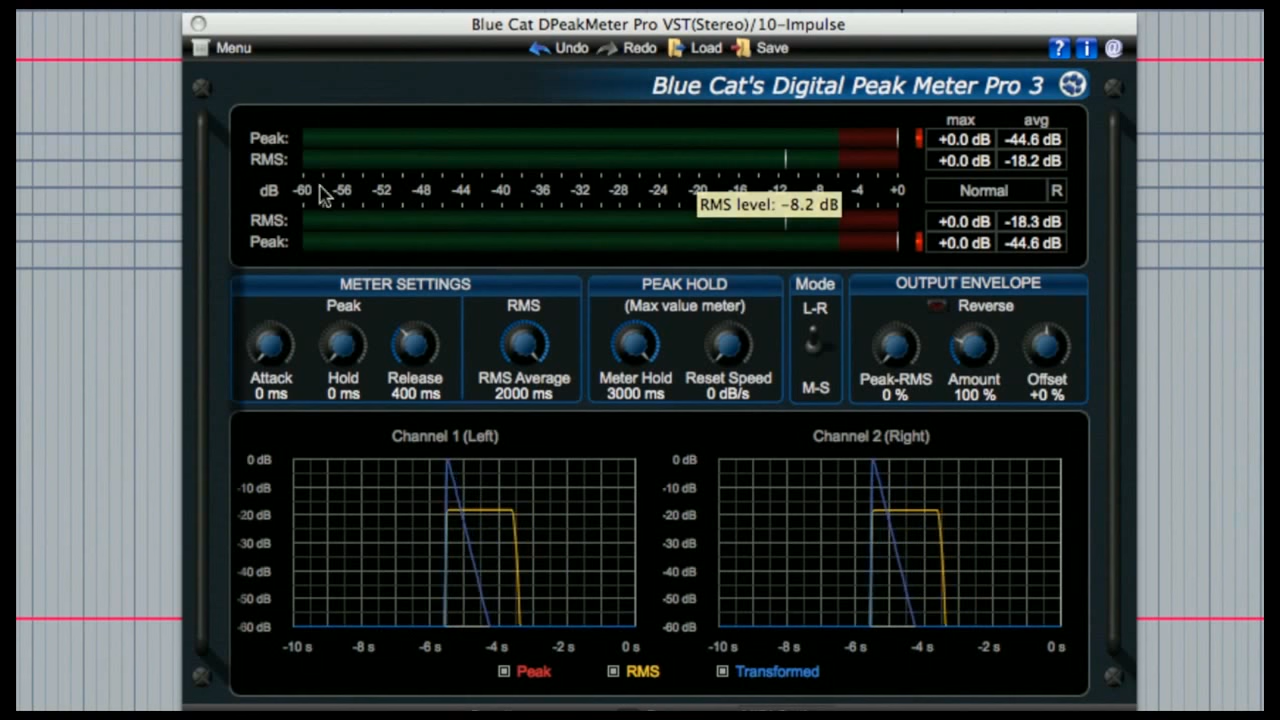 Blue Cat DPeakMeter Pro VST(Stereo)/10-Impulse
Menu Undo Redo Load Save ? i @
Blue Cat's Digital Peak Meter Pro 3
max avg
Peak: +0.0 dB -44.6 dB
RMS: +0.0 dB -18.2 dB
dB -60 -56 -52 -48 -44 -40 -36 -32 -28 -24 -20 -16 -12 -8 -4 +0 Normal R
RMS level: -8.2 dB
RMS: +0.0 dB -18.3 dB
Peak: +0.0 dB -44.6 dB
METER SETTINGS PEAK HOLD Mode OUTPUT ENVELOPE
Peak RMS (Max value meter) L-R Reverse
Attack Hold Release RMS Average Meter Hold Reset Speed M-S Peak-RMS Amount Offset
0 ms 0 ms 400 ms 2000 ms 3000 ms 0 dB/s 0 % 100 % +0 %
Channel 1 (Left) Channel 2 (Right)
0 dB 0 dB
-10 dB -10 dB
-20 dB -20 dB
-30 dB -30 dB
-40 dB -40 dB
-50 dB -50 dB
-60 dB -60 dB
-10 s -8 s -6 s -4 s -2 s 0 s -10 s -8 s -6 s -4 s -2 s 0 s
Peak RMS Transformed